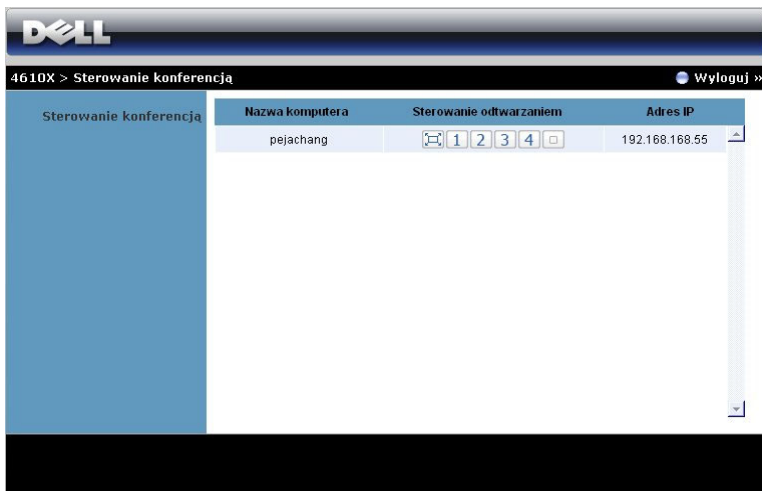 DELL
4610X > Sterowanie konferencją
Wyloguj »
Sterowanie konferencją
Nazwa komputera Sterowanie odtwarzaniem Adres IP
pejachang 1 2 3 4 192.168.168.55